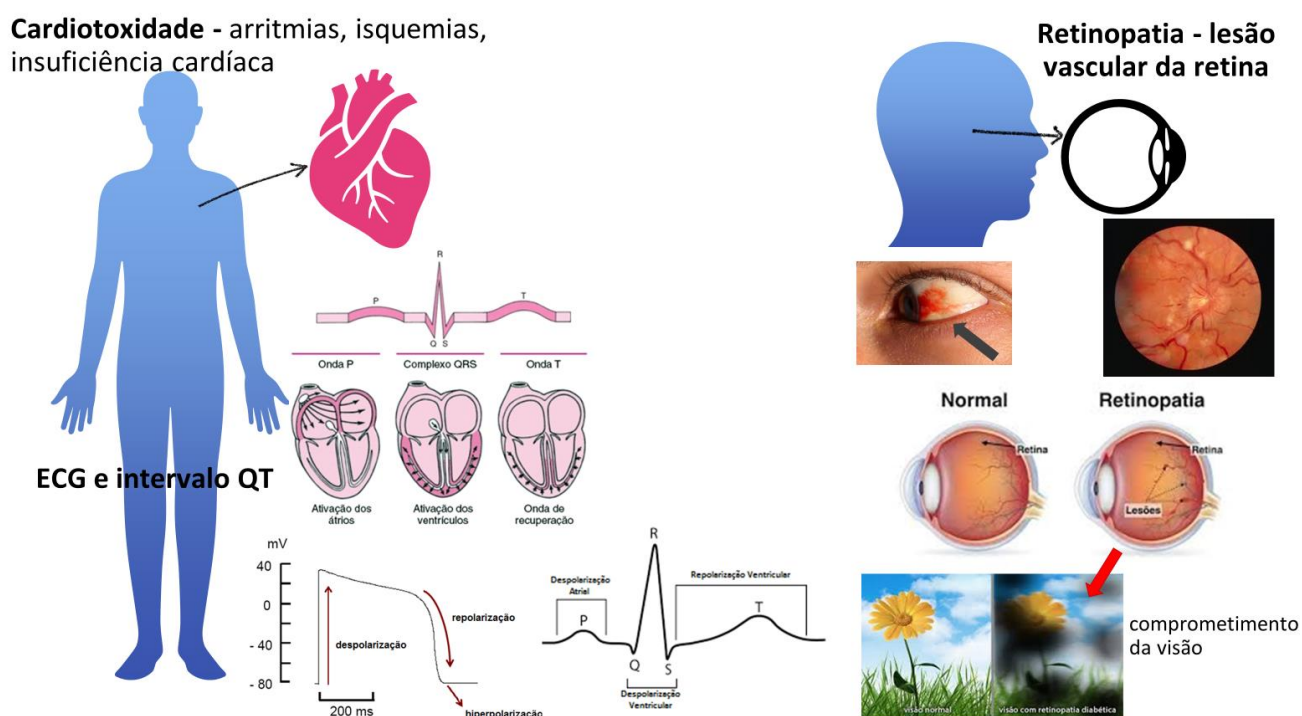 Cardiotoxidade - arritmias, isquemias,
insuficiência cardíaca
R
P
T
Q
S
Onda P
Complexo QRS
Onda T
Ativação dos
átrios
Ativação dos
ventrículos
Onda de
recuperação
ECG e intervalo QT
mV
40
0
- 40
- 80
despolarização
repolarização
hiperpolarização
200 ms
R
Despolarização
Atrial
Repolarização Ventricular
P
T
Q
S
Despolarização
Ventricular
Retinopatia - lesão
vascular da retina
Normal
Retinopatia
Retina
Retina
Lesões
comprometimento
da visão
visão normal
visão com retinopatia diabética